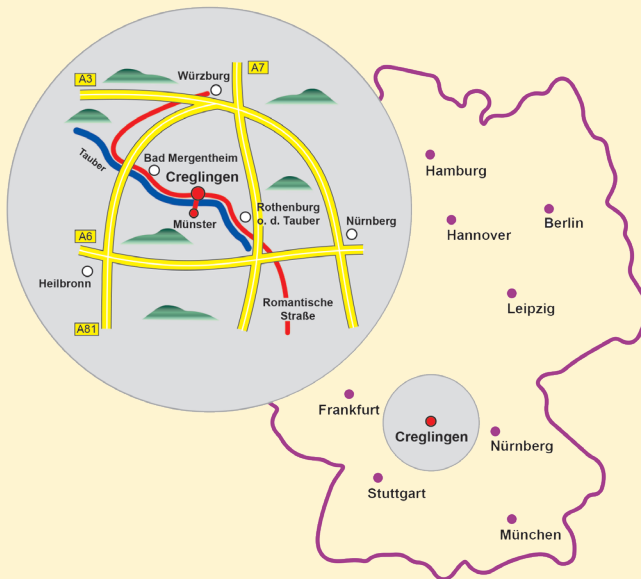 A3
A7
Würzburg
Tauber
Bad Mergentheim
Creglingen
Münster
Rothenburg
o. d. Tauber
Nürnberg
A6
Heilbronn
Romantische
Straße
A81
Hamburg
Hannover
Berlin
Leipzig
Frankfurt
Creglingen
Nürnberg
Stuttgart
München